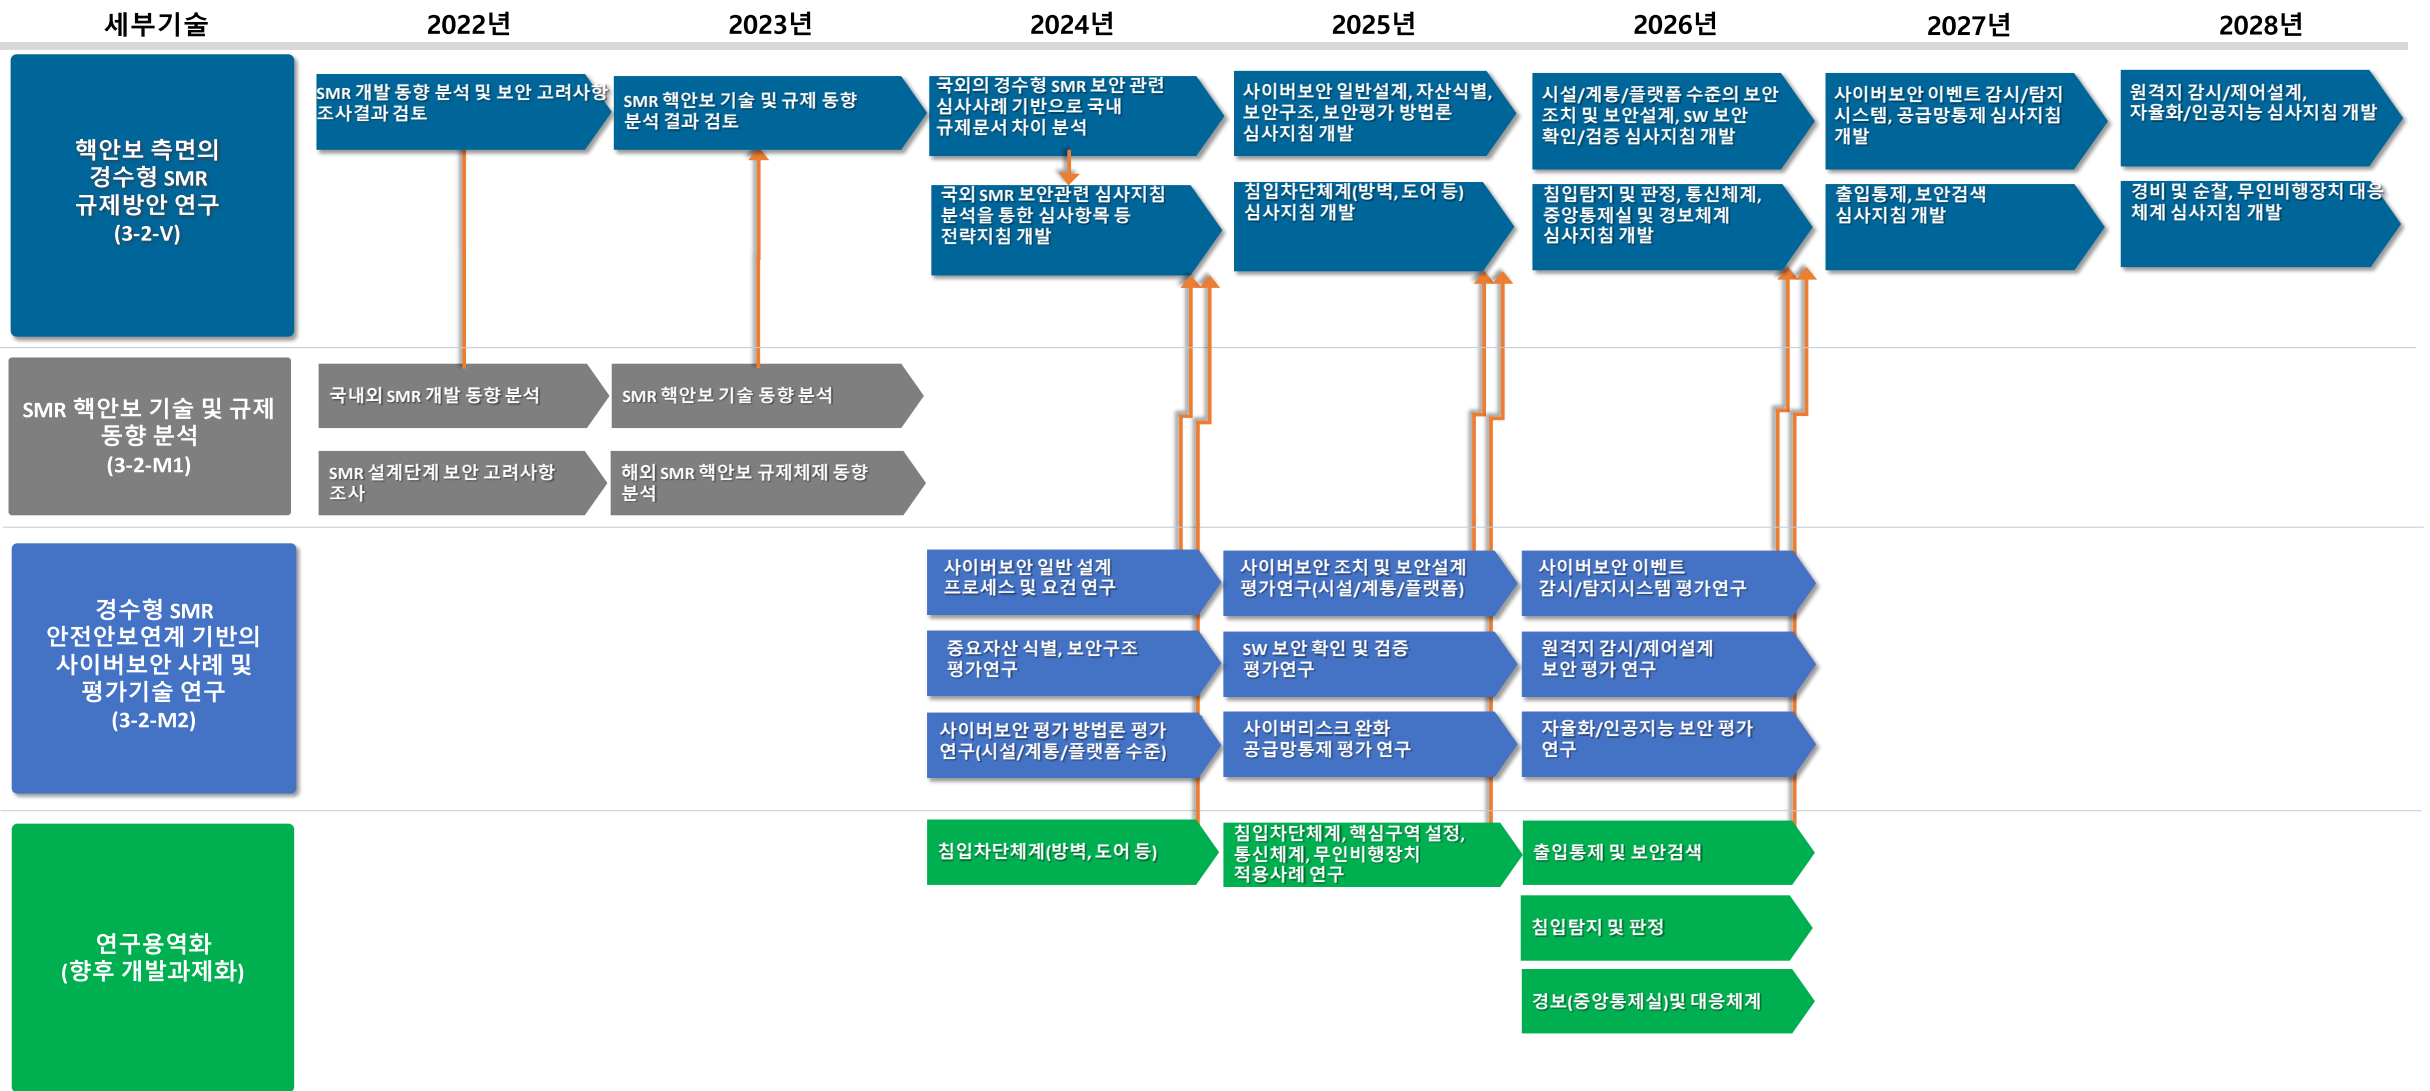 세부기술
2022년
2023년
2024년
2025년
2026년
2027년
2028년
핵안보 측면의
경수형 SMR
규제방안 연구
(3-2-V)
SMR 개발 동향 분석 및 보안 고려사항
조사결과 검토
SMR 핵안보 기술 및 규제 동향
분석 결과 검토
국외의 경수형 SMR 보안 관련
심사사례 기반으로 국내
규제문서 차이 분석
사이버보안 일반설계, 자산식별,
보안구조, 보안평가 방법론
심사지침 개발
시설/계통/플랫폼 수준의 보안
조치 및 보안설계, SW 보안
확인/검증 심사지침 개발
사이버보안 이벤트 감시/탐지
시스템, 공급망통제 심사지침
개발
원격지 감시/제어설계,
자율화/인공지능 심사지침 개발
국외 SMR 보안관련 심사지침
분석을 통한 심사항목 등
전략지침 개발
침입차단체계(방벽, 도어 등)
심사지침 개발
침입탐지 및 판정, 통신체계,
중앙통제실 및 경보체계
심사지침 개발
출입통제, 보안검색
심사지침 개발
경비 및 순찰, 무인비행장치 대응
체계 심사지침 개발
SMR 핵안보 기술 및 규제
동향 분석
(3-2-M1)
국내외 SMR 개발 동향 분석
SMR 핵안보 기술 동향 분석
SMR 설계단계 보안 고려사항
조사
해외 SMR 핵안보 규제체제 동향
분석
경수형 SMR
안전안보연계 기반의
사이버보안 사례 및
평가기술 연구
(3-2-M2)
사이버보안 일반 설계
프로세스 및 요건 연구
사이버보안 조치 및 보안설계
평가연구(시설/계통/플랫폼)
사이버보안 이벤트
감시/탐지시스템 평가연구
중요자산 식별, 보안구조
평가연구
SW 보안 확인 및 검증
평가연구
원격지 감시/제어설계
보안 평가 연구
사이버보안 평가 방법론 평가
연구(시설/계통/플랫폼 수준)
사이버리스크 완화
공급망통제 평가 연구
자율화/인공지능 보안 평가
연구
연구용역화
(향후 개발과제화)
침입차단체계(방벽, 도어 등)
침입차단체계, 핵심구역 설정,
통신체계, 무인비행장치
적용사례 연구
출입통제 및 보안검색
침입탐지 및 판정
경보(중앙통제실)및 대응체계